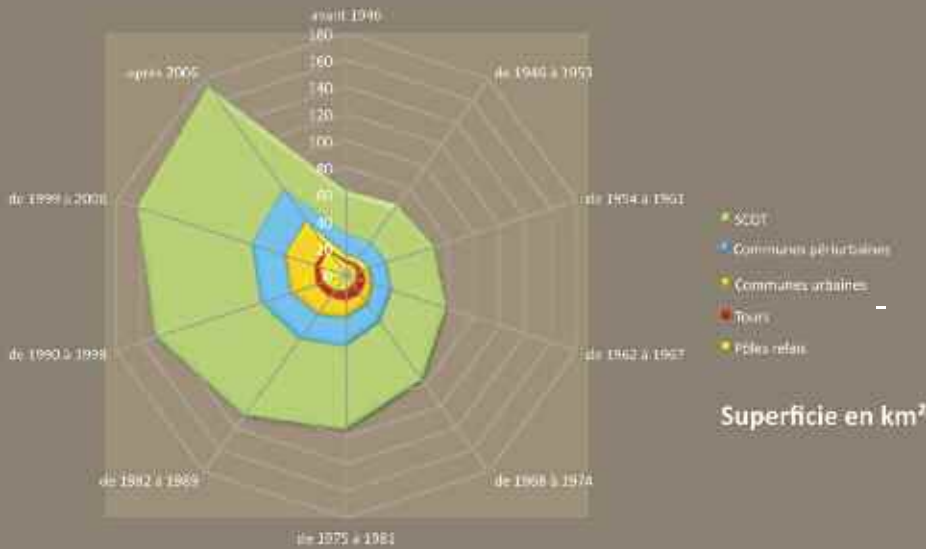 avant 1946
180
160
140
120
100
80
60
40
20
0
de 1946 à 1953
de 1954 à 1961
de 1962 à 1967
de 1968 à 1974
de 1975 à 1981
de 1982 à 1989
de 1990 à 1998
de 1999 à 2006
après 2006
SCOT
Communes périurbaines
Communes urbaines
Tours
Pôles relais
Superficie en km²